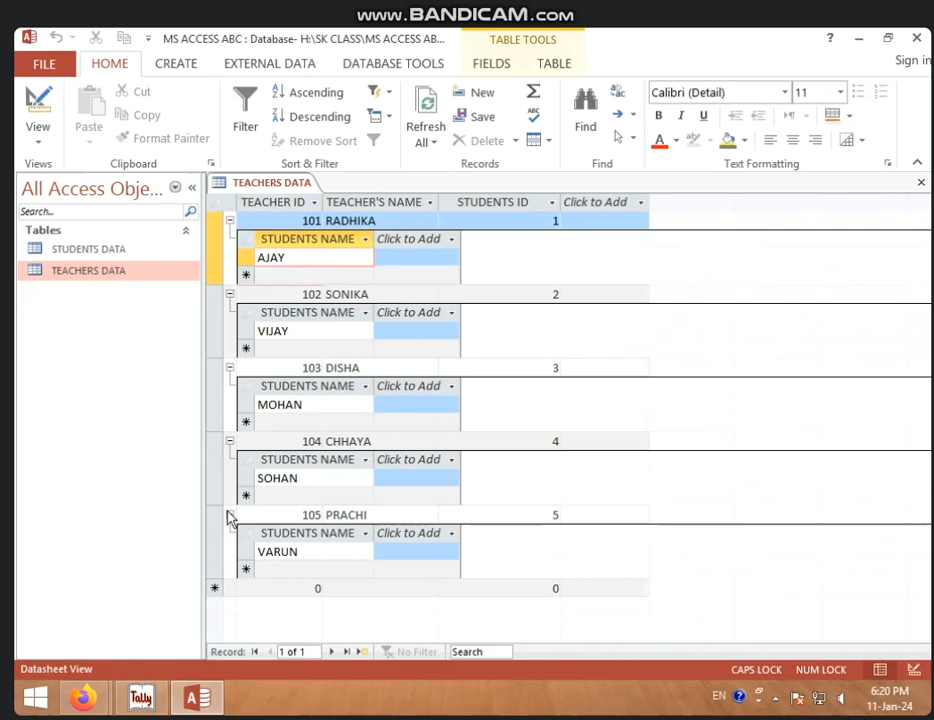 www.BANDICAM.com
MS ACCESS ABC : Database- H:\SK CLASS\MS ACCESS AB...
TABLE TOOLS
?
Sign in
FILE
HOME
CREATE
EXTERNAL DATA
DATABASE TOOLS
FIELDS
TABLE
View
Views
Paste
Cut
Copy
Format Painter
Clipboard
Filter
Ascending
Descending
Remove Sort
Sort & Filter
Refresh
All
New
Save
Delete
Records
Find
Find
Calibri (Detail)
11
B I U
A
Text Formatting
All Access Obje...
Search...
Tables
STUDENTS DATA
TEACHERS DATA
TEACHERS DATA
TEACHER ID TEACHER'S NAME STUDENTS ID Click to Add
101 RADHIKA 1
STUDENTS NAME Click to Add
AJAY
102 SONIKA 2
STUDENTS NAME Click to Add
VIJAY
103 DISHA 3
STUDENTS NAME Click to Add
MOHAN
104 CHHAYA 4
STUDENTS NAME Click to Add
SOHAN
105 PRACHI 5
STUDENTS NAME Click to Add
VARUN
0 0
Record: 1 of 1 No Filter Search
Datasheet View
CAPS LOCK NUM LOCK
Tally
EN
6:20 PM
11-Jan-24